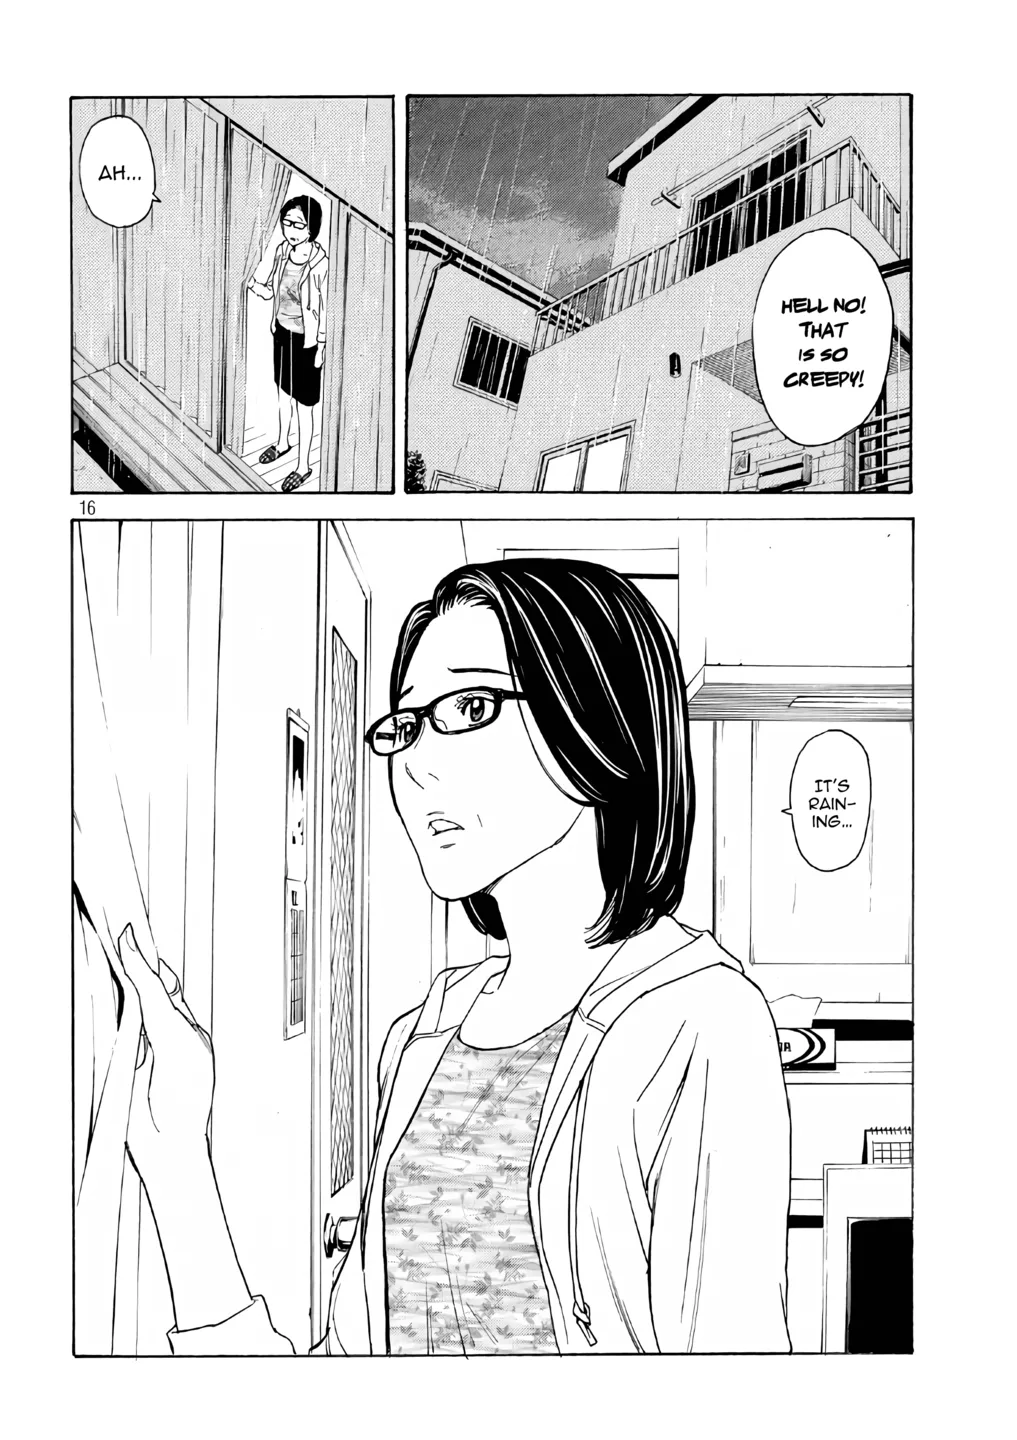 HELL NO!
THAT
IS SO
CREEPY!
AH...
16
IT'S
RAIN-
ING...